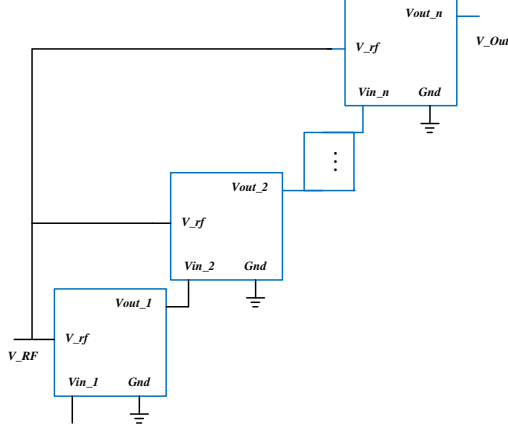 Vout_n
V_rf
V_Out
Vin_n Gnd
⋮
Vout_2
V_rf
Vin_2 Gnd
Vout_1
V_rf
V_RF
Vin_1 Gnd